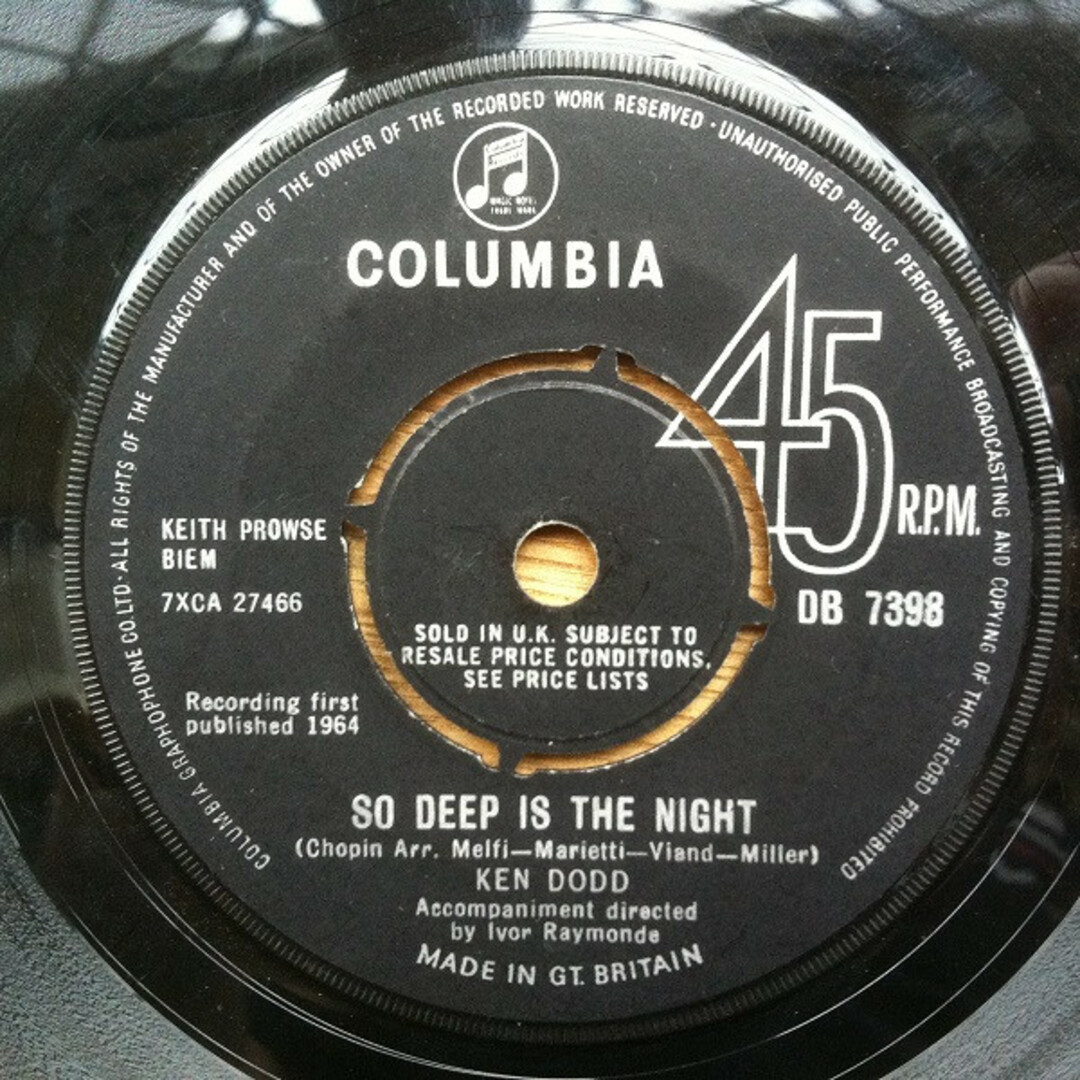 COLUMBIA GRAPHOPHONE CO. LTD · ALL RIGHTS OF THE MANUFACTURER AND OF THE OWNER OF THE RECORDED WORK RESERVED · UNAUTHORISED PUBLIC PERFORMANCE BROADCASTING AND COPYING OF THIS RECORD PROHIBITED
COLUMBIA
45 R.P.M.
KEITH PROWSE
BIEM
7XCA 27466
DB 7398
SOLD IN U.K. SUBJECT TO
RESALE PRICE CONDITIONS,
SEE PRICE LISTS
Recording first
published 1964
SO DEEP IS THE NIGHT
(Chopin Arr. Melfi—Marietti—Viand—Miller)
KEN DODD
Accompaniment directed
by Ivor Raymonde
MADE IN GT. BRITAIN